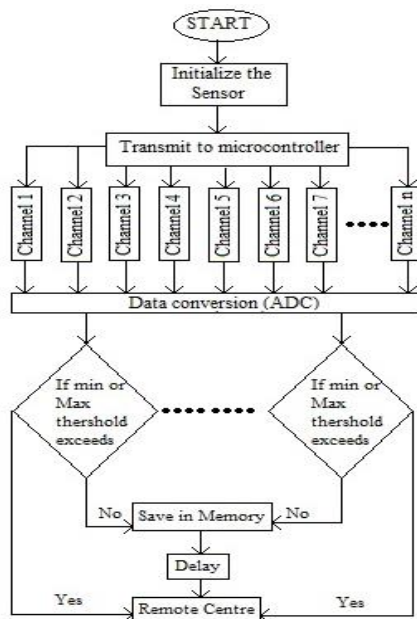 START
Initialize the
Sensor
Transmit to microcontroller
Channel 1
Channel 2
Channel 3
Channel 4
Channel 5
Channel 6
Channel 7
Channel n
Data conversion (ADC)
If min or
Max
thershold
exceeds
If min or
Max
thershold
exceeds
No
Save in Memory
No
Delay
Yes
Remote Centre
Yes